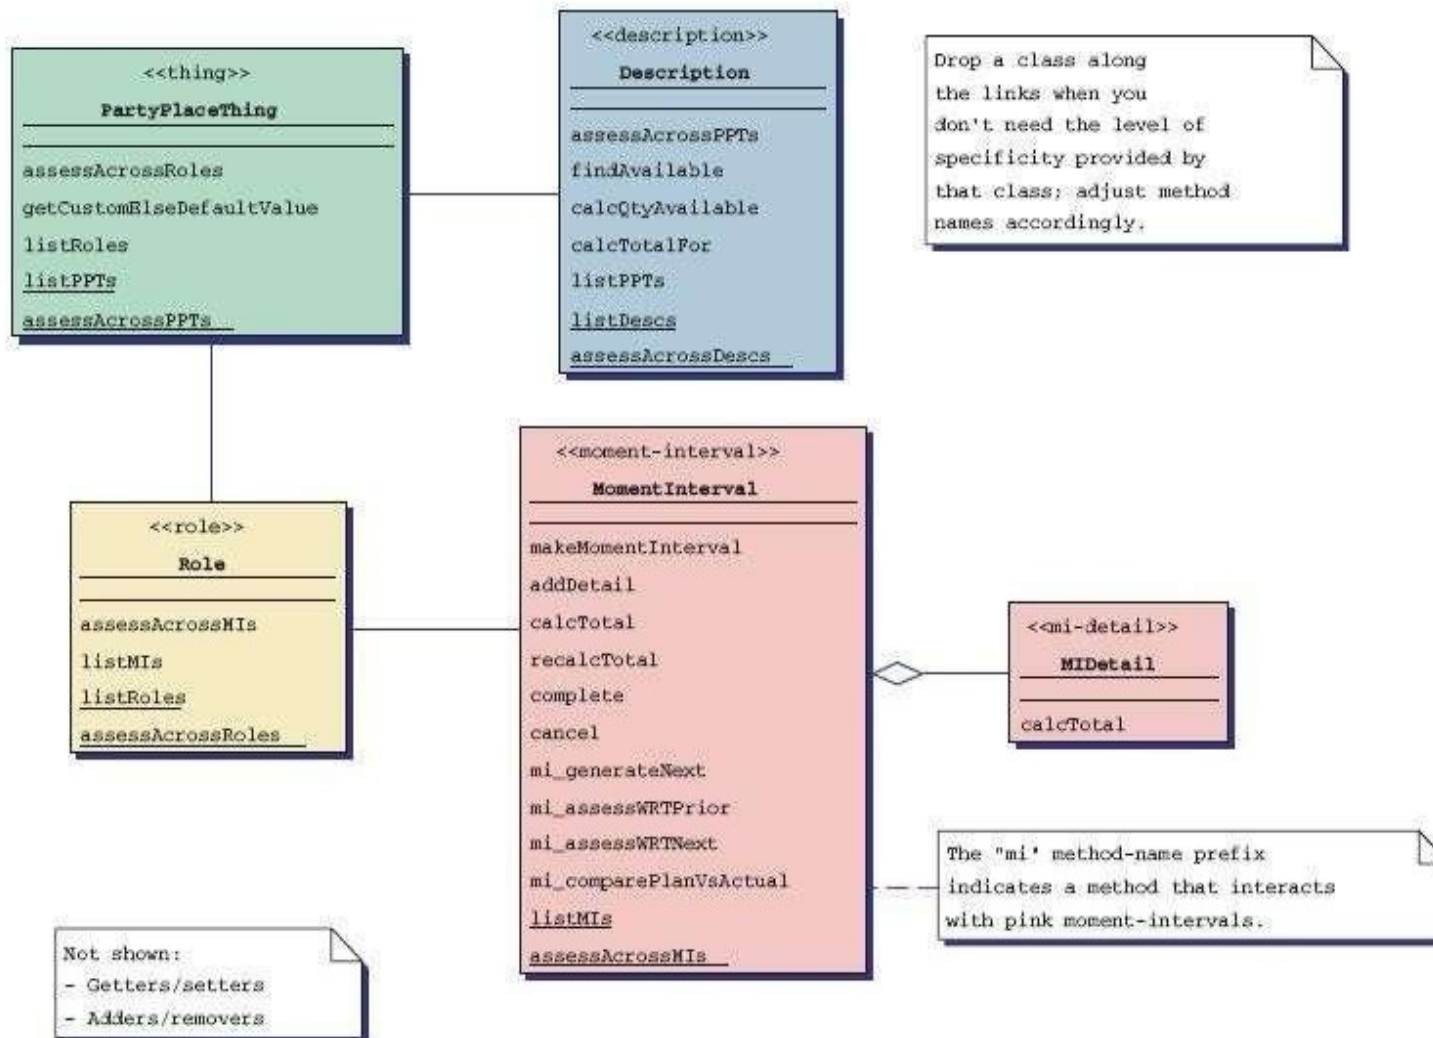 <<thing>>
PartyPlaceThing
assessAcrossRoles
getCustomElseDefaultValue
listRoles
listPPTs
assessAcrossPPTs
<<description>>
Description
assessAcrossPPTs
findAvailable
calcQtyAvailable
calcTotalFor
listPPTs
listDescs
assessAcrossDescs
Drop a class along
the links when you
don't need the level of
specificity provided by
that class; adjust method
names accordingly.
<<role>>
Role
assessAcrossMIs
listMIs
listRoles
assessAcrossRoles
<<moment-interval>>
MomentInterval
makeMomentInterval
addDetail
calcTotal
recalcTotal
complete
cancel
mi_generateNext
mi_assessWRTPrior
mi_assessWRTNext
mi_comparePlanVsActual
listMIs
assessAcrossMIs
<<mi-detail>>
MIDetail
calcTotal
The "mi" method-name prefix
indicates a method that interacts
with pink moment-intervals.
Not shown:
- Getters/setters
- Adders/removers